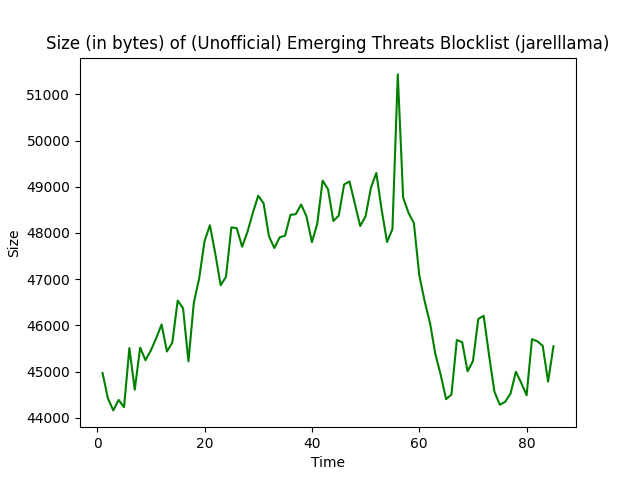 Size (in bytes) of (Unofficial) Emerging Threats Blocklist (jarelllama)
51000
50000
49000
48000
47000
46000
45000
44000
Size
0 20 40 60 80
Time